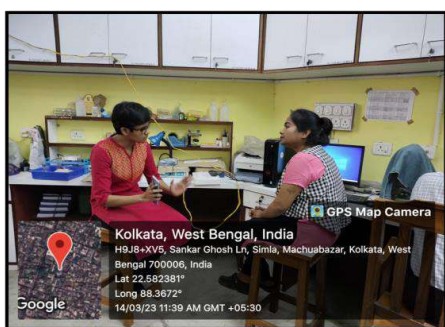 GPS Map Camera
Kolkata, West Bengal, India
H9J8+XV5, Sankar Ghosh Ln, Simla, Machuabazar, Kolkata, West
Bengal 700006, India
Lat 22.582381°
Long 88.3672°
14/03/23 11:39 AM GMT +05:30
Google